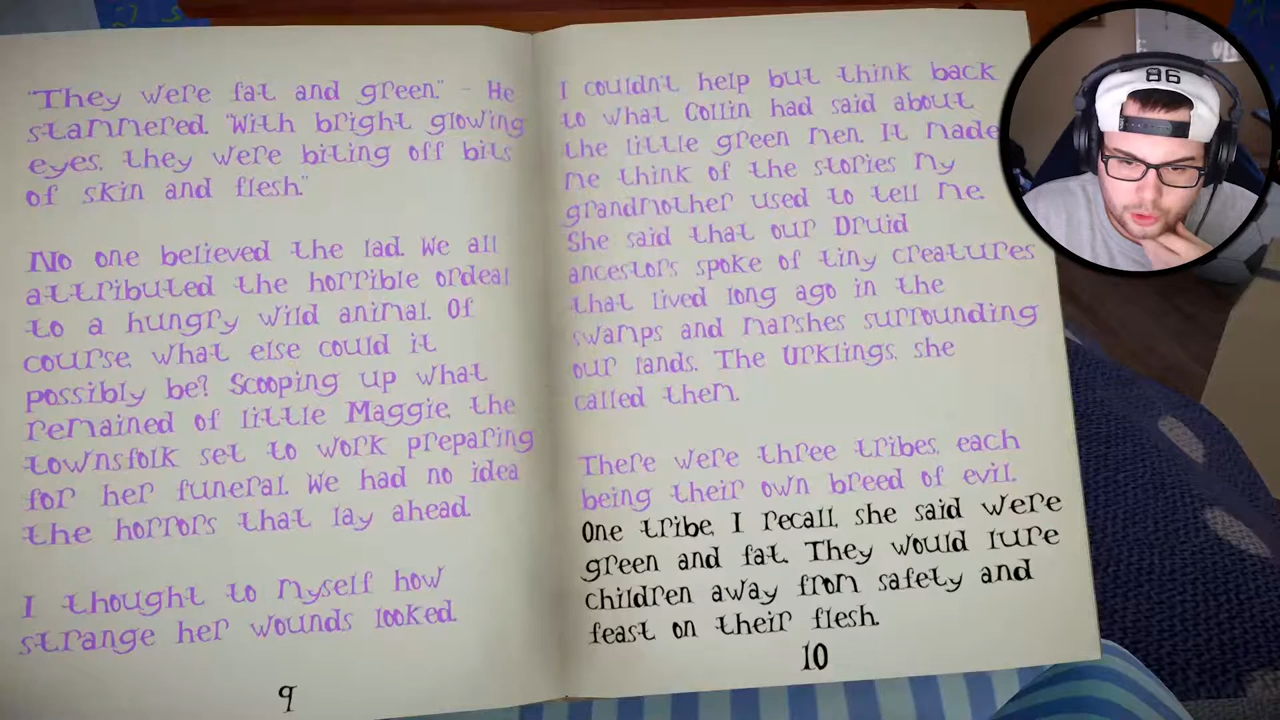 "They were fat and green." - He
stammered. "With bright glowing
eyes, they were biting off bits
of skin and flesh."
No one believed the lad. We all
attributed the horrible ordeal
to a hungry wild animal. Of
course, what else could it
possibly be? Scooping up what
remained of little Maggie, the
townsfolk set to work preparing
for her funeral. We had no idea
the horrors that lay ahead.
I thought to myself how
strange her wounds looked.
9
I couldn't help but think back
to what Collin had said about
the little green men. It made
me think of the stories my
grandmother used to tell me.
She said that our Druid
ancestors spoke of tiny creatures
that lived long ago in the
swamps and marshes surrounding
our lands. The Urklings, she
called them.
There were three tribes, each
being their own breed of evil.
One tribe, I recall, she said were
green and fat. They would lure
children away from safety and
feast on their flesh.
10
86